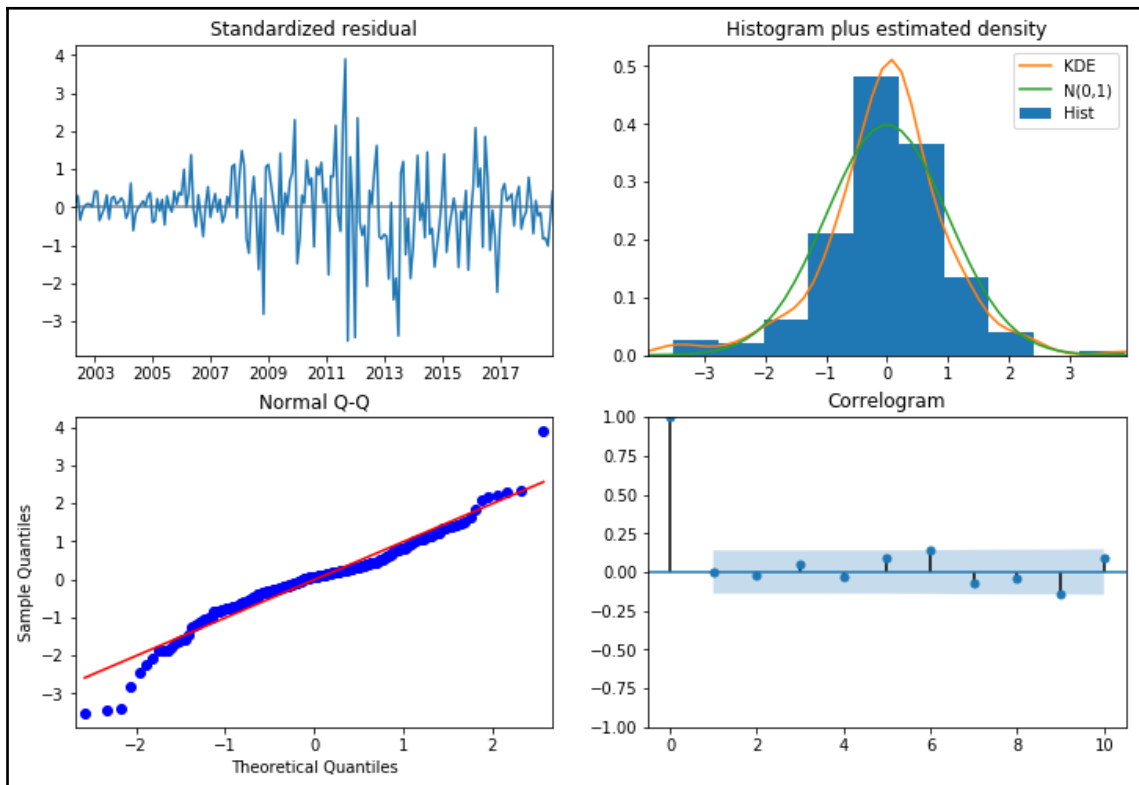 Standardized residual
4
3
2
1
0
−1
−2
−3
2003 2005 2007 2009 2011 2013 2015 2017
Histogram plus estimated density
KDE
N(0,1)
Hist
0.5
0.4
0.3
0.2
0.1
0.0
−3 −2 −1 0 1 2 3
Normal Q-Q
Sample Quantiles
4
3
2
1
0
−1
−2
−3
−2 −1 0 1 2
Theoretical Quantiles
Correlogram
1.00
0.75
0.50
0.25
0.00
−0.25
−0.50
−0.75
−1.00
0 2 4 6 8 10